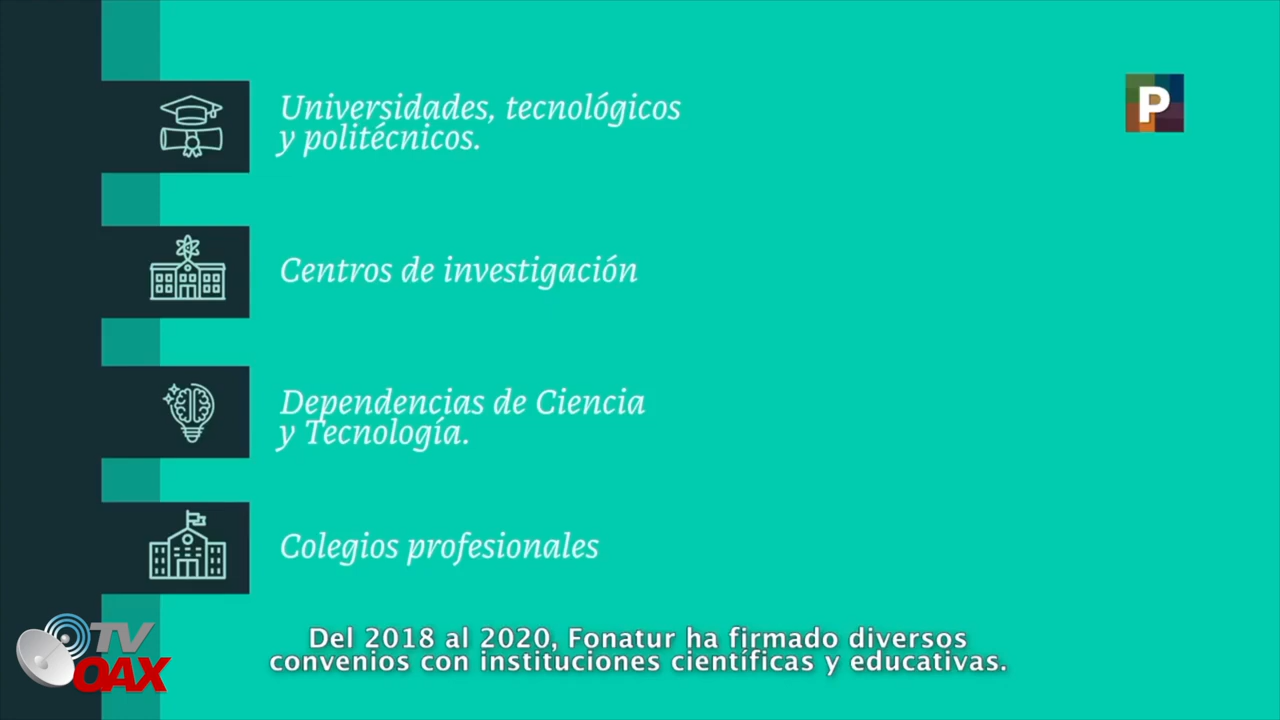 Universidades, tecnológicos
y politécnicos.
P
Centros de investigación
Dependencias de Ciencia
y Tecnología.
Colegios profesionales
Del 2018 al 2020, Fonatur ha firmado diversos
convenios con instituciones científicas y educativas.
TV
OAX